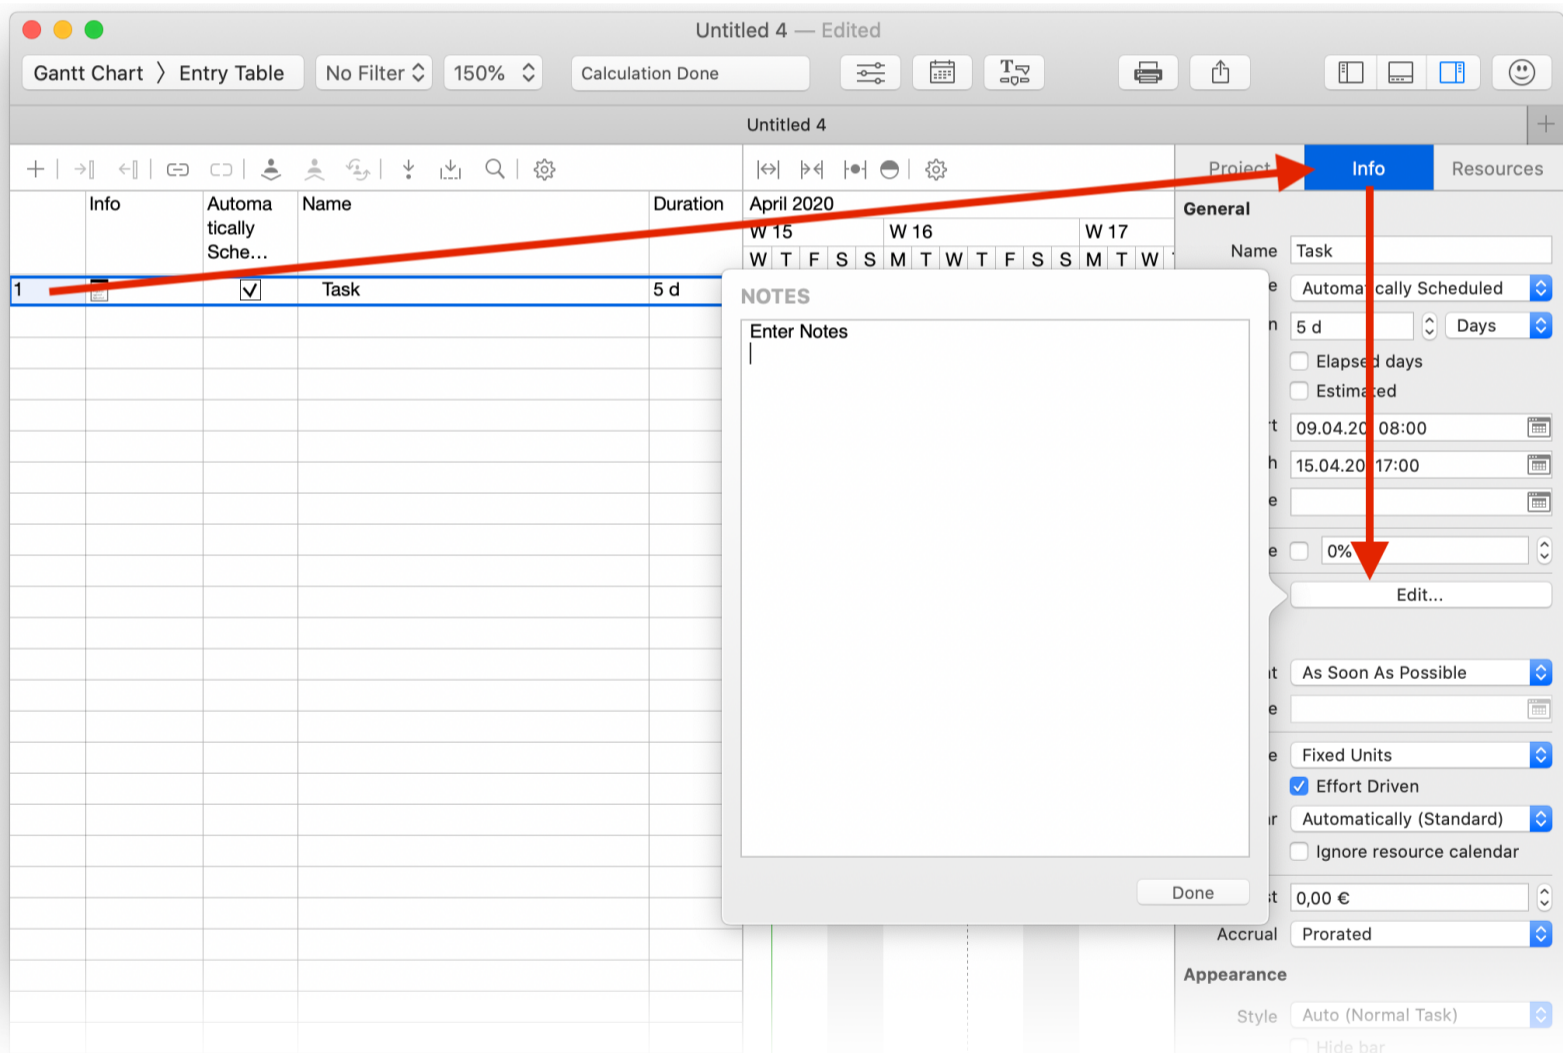 Untitled 4 — Edited
Gantt Chart 〉 Entry Table
No Filter
150%
Calculation Done
Untitled 4
Project
Info
Resources
Info
Automa
tically
Sche...
Name
Duration
April 2020
W 15
W 16
W 17
W T F S S M T W T F S S M T W
1
Task
5 d
NOTES
Enter Notes
Done
General
Name
Task
e
Automatically Scheduled
n
5 d
Days
Elapsed days
Estimated
t
09.04.20 08:00
h
15.04.20 17:00
e
e
0%
Edit...
t
As Soon As Possible
e
e
Fixed Units
Effort Driven
r
Automatically (Standard)
Ignore resource calendar
t
0,00 €
Accrual
Prorated
Appearance
Style
Auto (Normal Task)
Hide bar